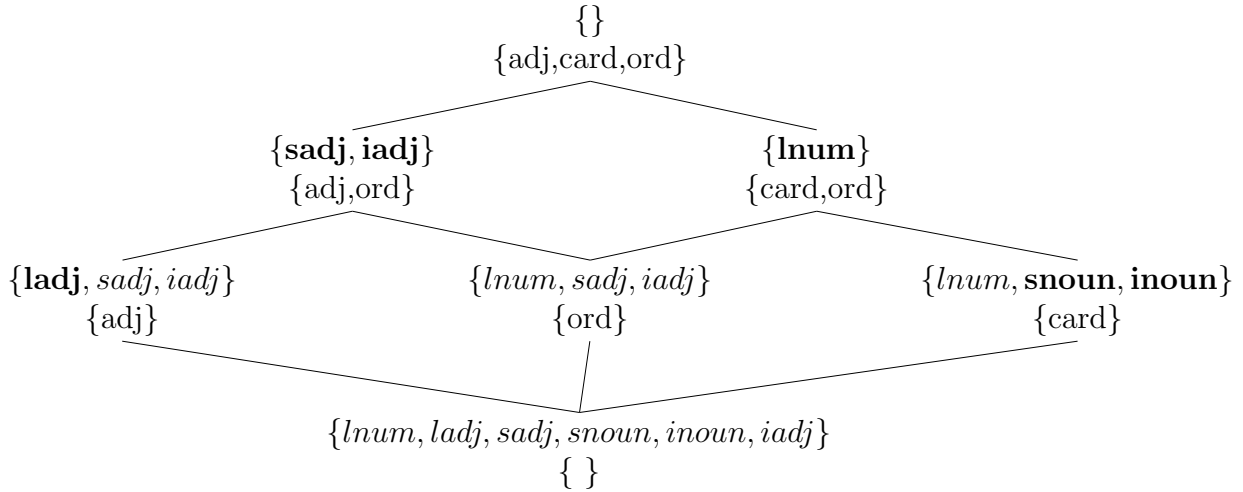 {}
{adj,card,ord}
{sadj, iadj}
{lnum}
{adj,ord}
{card,ord}
{ladj, sadj, iadj}
{lnum, sadj, iadj}
{lnum, snoun, inoun}
{adj}
{ord}
{card}
{lnum, ladj, sadj, snoun, inoun, iadj}
{ }